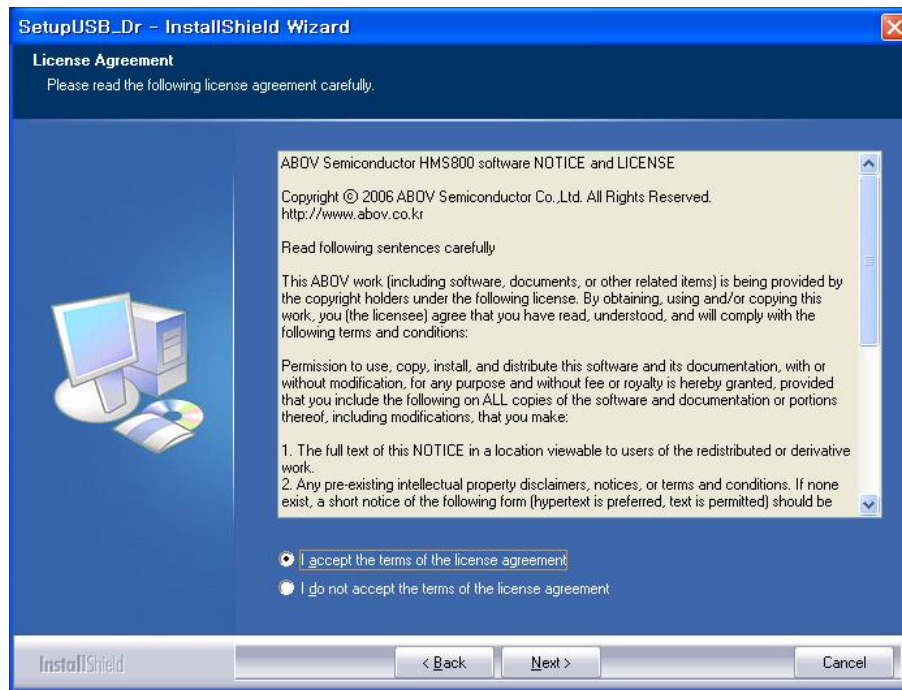 SetupUSB_Dr - InstallShield Wizard
License Agreement
Please read the following license agreement carefully.
ABOV Semiconductor HMS800 software NOTICE and LICENSE
Copyright ⓒ 2006 ABOV Semiconductor Co.,Ltd. All Rights Reserved.
http://www.abov.co.kr
Read following sentences carefully
This ABOV work (including software, documents, or other related items) is being provided by
the copyright holders under the following license. By obtaining, using and/or copying this
work, you (the licensee) agree that you have read, understood, and will comply with the
following terms and conditions:
Permission to use, copy, install, and distribute this software and its documentation, with or
without modification, for any purpose and without fee or royalty is hereby granted, provided
that you include the following on ALL copies of the software and documentation or portions
thereof, including modifications, that you make:
1. The full text of this NOTICE in a location viewable to users of the redistributed or derivative
work.
2. Any pre-existing intellectual property disclaimers, notices, or terms and conditions. If none
exist, a short notice of the following form (hypertext is preferred, text is permitted) should be
I accept the terms of the license agreement
I do not accept the terms of the license agreement
InstallShield
< Back
Next >
Cancel